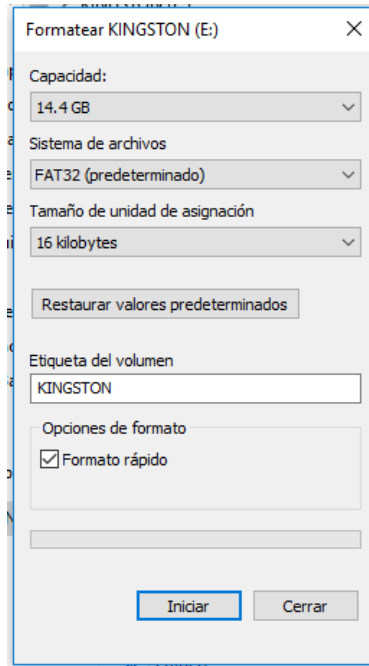 Formatear KINGSTON (E:)
Capacidad:
14.4 GB
Sistema de archivos
FAT32 (predeterminado)
Tamaño de unidad de asignación
16 kilobytes
Restaurar valores predeterminados
Etiqueta del volumen
KINGSTON
Opciones de formato
Formato rápido
Iniciar
Cerrar